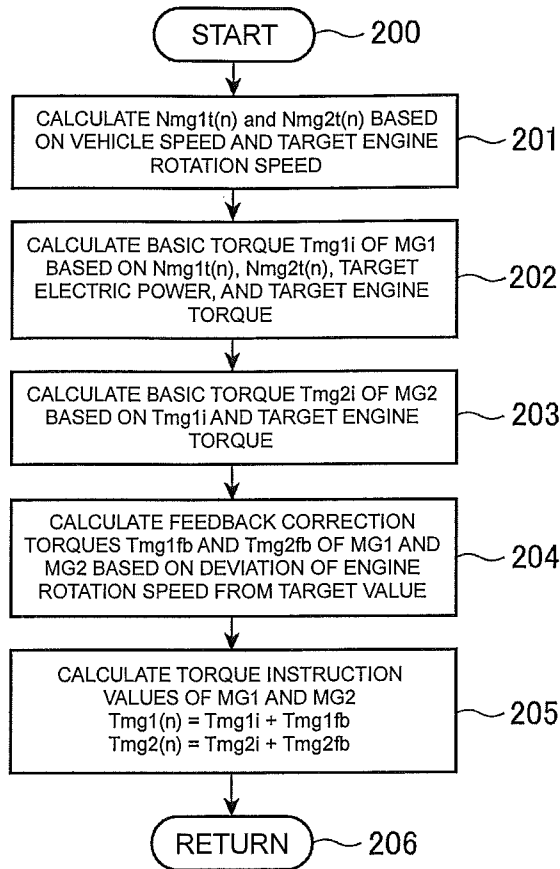 START
200
CALCULATE Nmg1t(n) and Nmg2t(n) BASED
ON VEHICLE SPEED AND TARGET ENGINE
ROTATION SPEED
201
CALCULATE BASIC TORQUE Tmg1i OF MG1
BASED ON Nmg1t(n), Nmg2t(n), TARGET
ELECTRIC POWER, AND TARGET ENGINE
TORQUE
202
CALCULATE BASIC TORQUE Tmg2i OF MG2
BASED ON Tmg1i AND TARGET ENGINE
TORQUE
203
CALCULATE FEEDBACK CORRECTION
TORQUES Tmg1fb AND Tmg2fb OF MG1 AND
MG2 BASED ON DEVIATION OF ENGINE
ROTATION SPEED FROM TARGET VALUE
204
CALCULATE TORQUE INSTRUCTION
VALUES OF MG1 AND MG2
Tmg1(n) = Tmg1i + Tmg1fb
Tmg2(n) = Tmg2i + Tmg2fb
205
RETURN
206